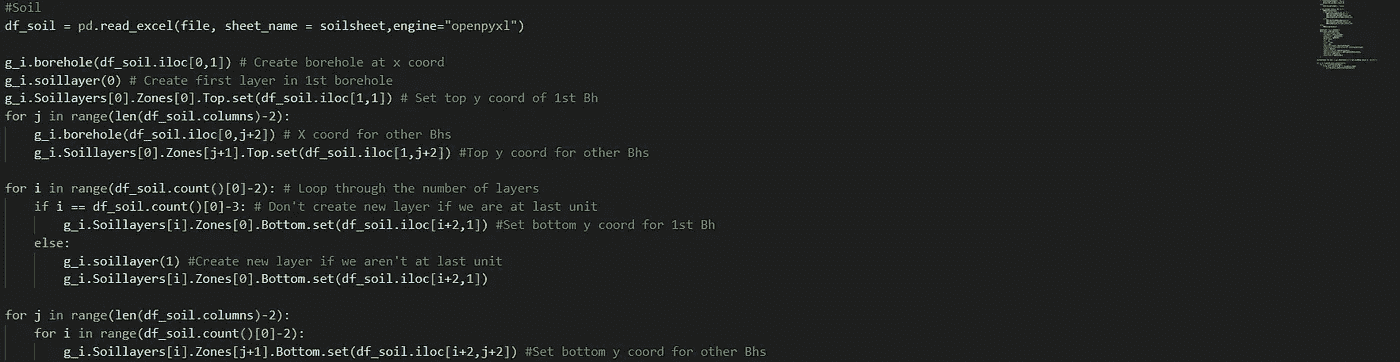 #Soil
df_soil = pd.read_excel(file, sheet_name = soilsheet,engine="openpyxl")
g_i.borehole(df_soil.iloc[0,1]) # Create borehole at x coord
g_i.soillayer(0) # Create first layer in 1st borehole
g_i.Soillayers[0].Zones[0].Top.set(df_soil.iloc[1,1]) # Set top y coord of 1st Bh
for j in range(len(df_soil.columns)-2):
    g_i.borehole(df_soil.iloc[0,j+2]) # X coord for other Bhs
    g_i.Soillayers[0].Zones[j+1].Top.set(df_soil.iloc[1,j+2]) #Top y coord for other Bhs
for i in range(df_soil.count()[0]-2): # Loop through the number of layers
    if i == df_soil.count()[0]-3: # Don't create new layer if we are at last unit
        g_i.Soillayers[i].Zones[0].Bottom.set(df_soil.iloc[i+2,1]) #Set bottom y coord for 1st Bh
    else:
        g_i.soillayer(1) #Create new layer if we aren't at last unit
        g_i.Soillayers[i].Zones[0].Bottom.set(df_soil.iloc[i+2,1])
for j in range(len(df_soil.columns)-2):
    for i in range(df_soil.count()[0]-2):
        g_i.Soillayers[i].Zones[j+1].Bottom.set(df_soil.iloc[i+2,j+2]) #Set bottom y coord for other Bhs